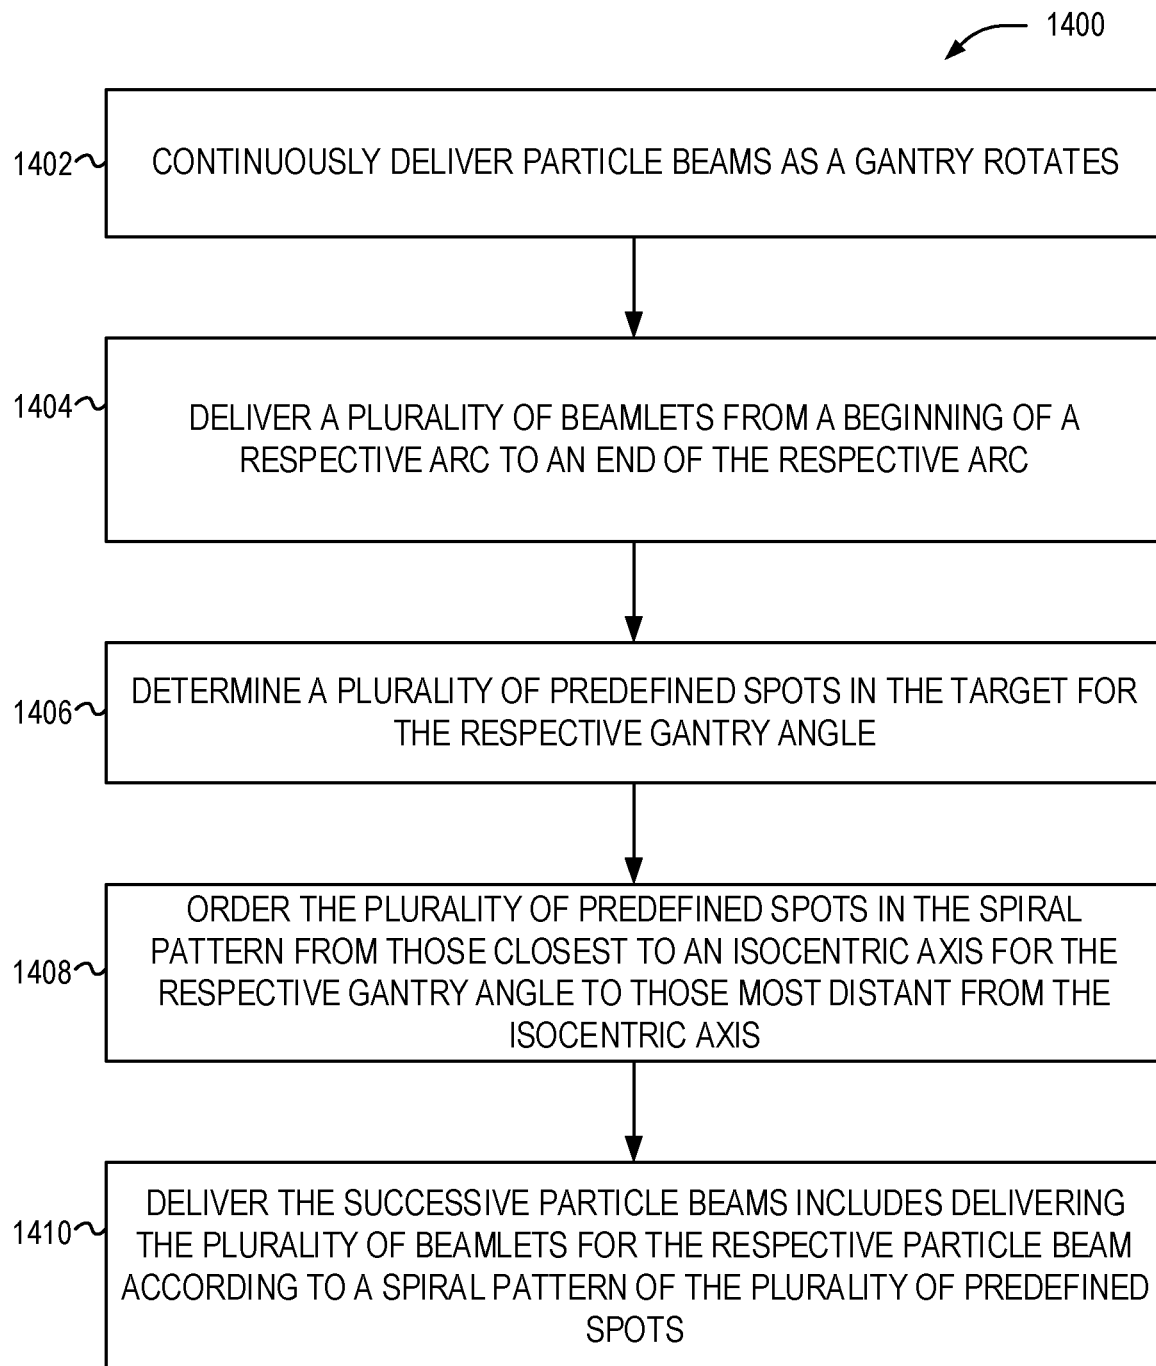 1400
1402
CONTINUOUSLY DELIVER PARTICLE BEAMS AS A GANTRY ROTATES
1404
DELIVER A PLURALITY OF BEAMLETS FROM A BEGINNING OF A
RESPECTIVE ARC TO AN END OF THE RESPECTIVE ARC
1406
DETERMINE A PLURALITY OF PREDEFINED SPOTS IN THE TARGET FOR
THE RESPECTIVE GANTRY ANGLE
1408
ORDER THE PLURALITY OF PREDEFINED SPOTS IN THE SPIRAL
PATTERN FROM THOSE CLOSEST TO AN ISOCENTRIC AXIS FOR THE
RESPECTIVE GANTRY ANGLE TO THOSE MOST DISTANT FROM THE
ISOCENTRIC AXIS
1410
DELIVER THE SUCCESSIVE PARTICLE BEAMS INCLUDES DELIVERING
THE PLURALITY OF BEAMLETS FOR THE RESPECTIVE PARTICLE BEAM
ACCORDING TO A SPIRAL PATTERN OF THE PLURALITY OF PREDEFINED
SPOTS